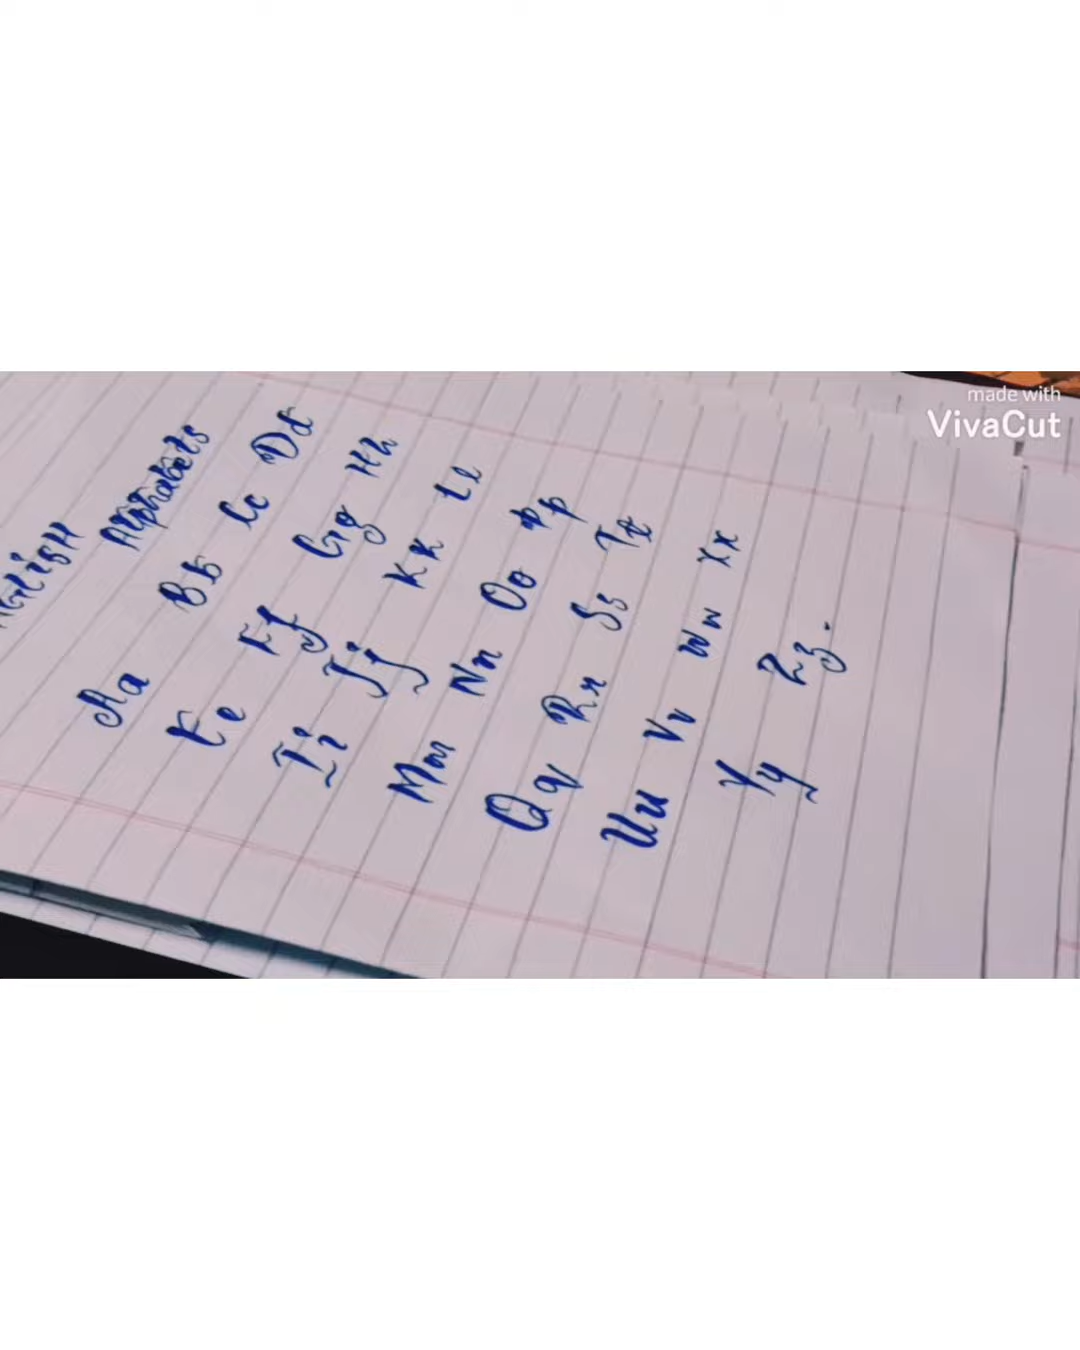 Alphabets
Aa Bb Cc Dd
Ee Ff Gg Hh
Ii Jj Kk Ll
Mm Nn Oo Pp
Qq Rr Ss Tt
Uu Vv Ww Xx
Yy Zz.
made with
VivaCut